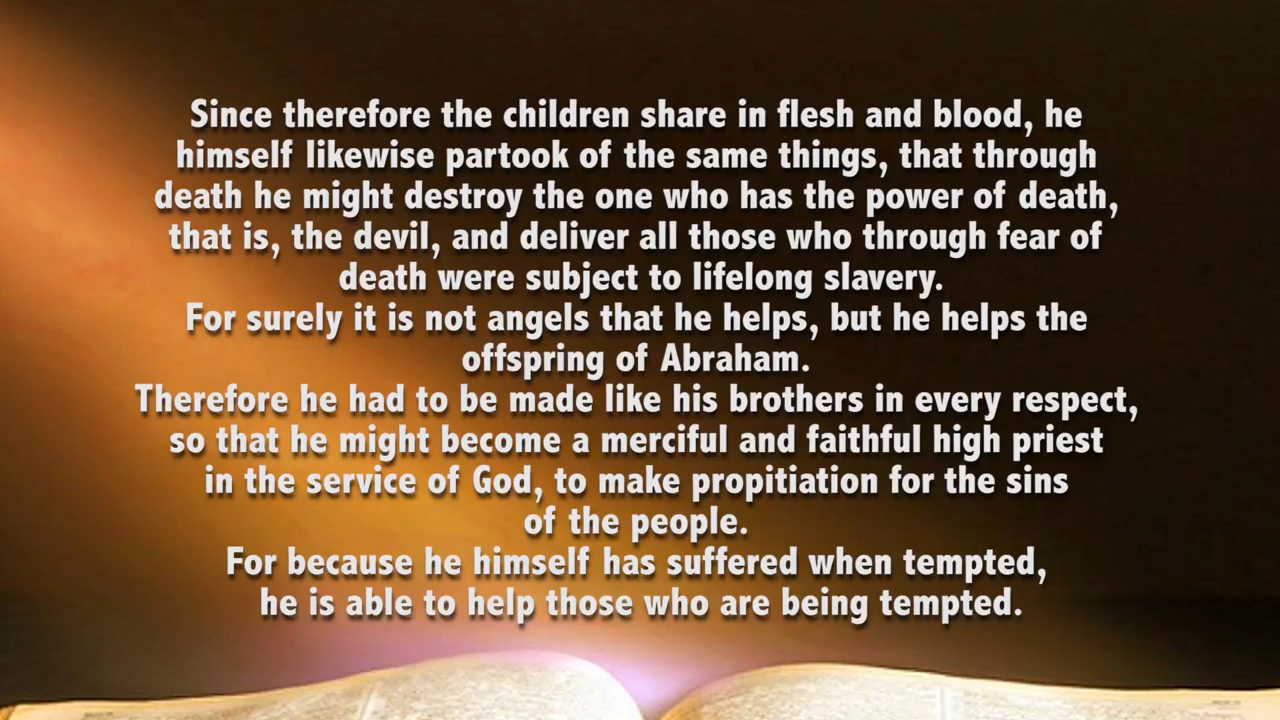 Since therefore the children share in flesh and blood, he
himself likewise partook of the same things, that through
death he might destroy the one who has the power of death,
that is, the devil, and deliver all those who through fear of
death were subject to lifelong slavery.
For surely it is not angels that he helps, but he helps the
offspring of Abraham.
Therefore he had to be made like his brothers in every respect,
so that he might become a merciful and faithful high priest
in the service of God, to make propitiation for the sins
of the people.
For because he himself has suffered when tempted,
he is able to help those who are being tempted.